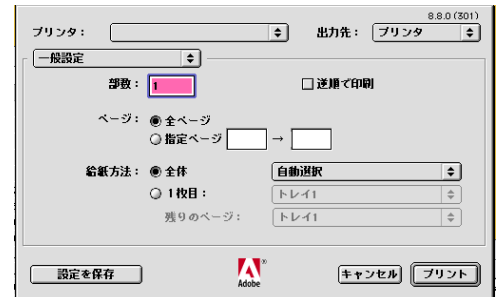 8.8.0 (301)
プリンタ： 出力先： プリンタ
一般設定
部数： 1 逆順で印刷
ページ： 全ページ
指定ページ →
給紙方法： 全体 自動選択
1 枚目： トレイ1
残りのページ： トレイ1
設定を保存 Adobe® キャンセル プリント